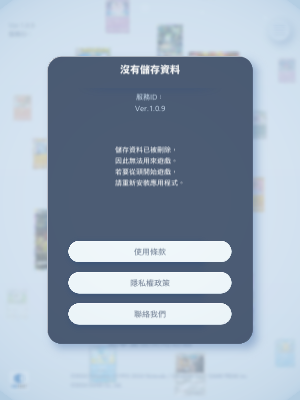 沒有儲存資料
服務ID：
Ver.1.0.9
儲存資料已被刪除，
因此無法用來遊戲。
若要從頭開始遊戲，
請重新安裝應用程式。
使用條款
隱私權政策
聯絡我們